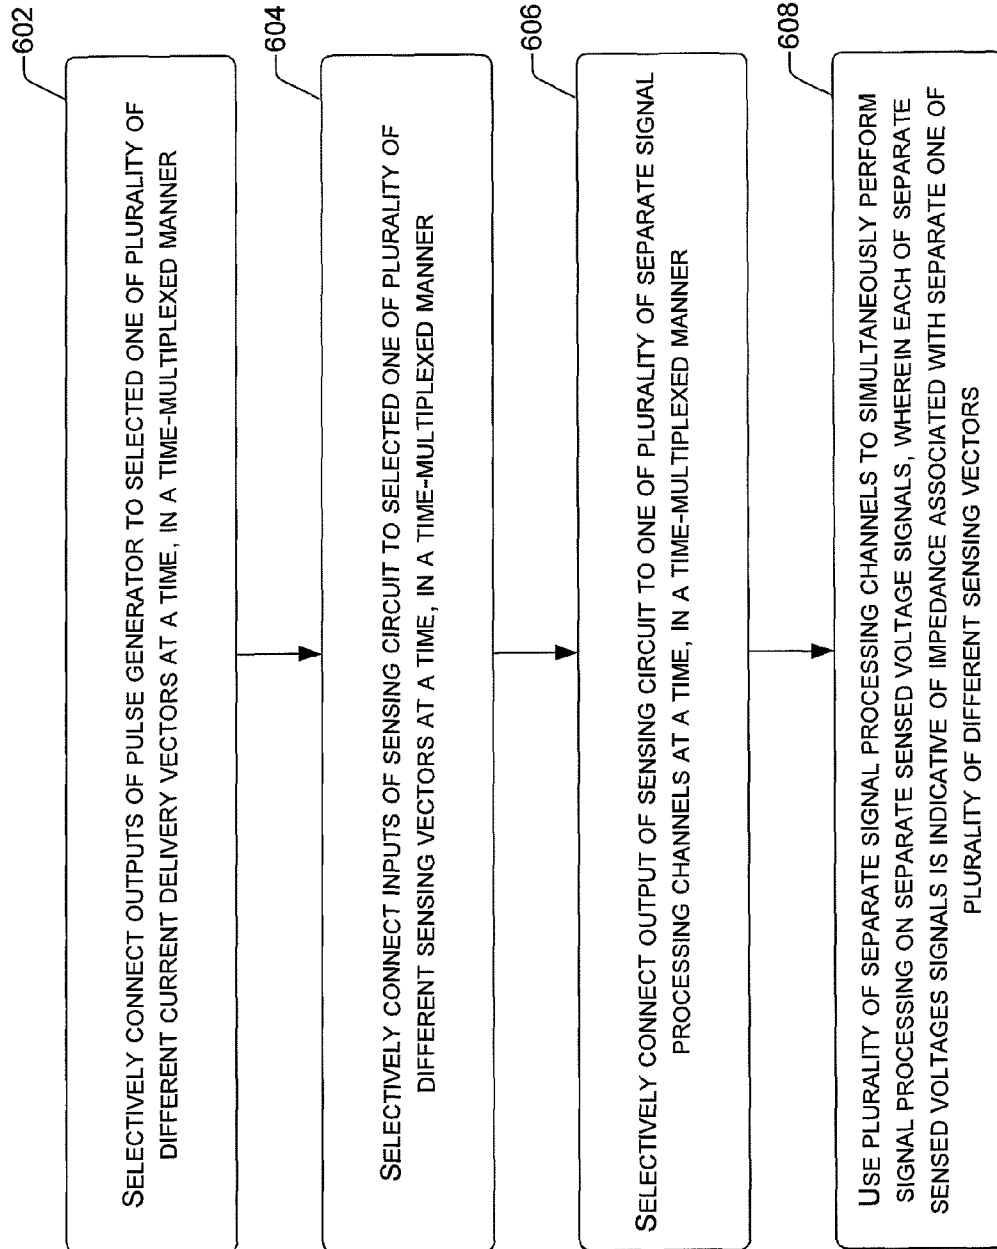 602
SELECTIVELY CONNECT OUTPUTS OF PULSE GENERATOR TO SELECTED ONE OF PLURALITY OF
DIFFERENT CURRENT DELIVERY VECTORS AT A TIME, IN A TIME-MULTIPLEXED MANNER
604
SELECTIVELY CONNECT INPUTS OF SENSING CIRCUIT TO SELECTED ONE OF PLURALITY OF
DIFFERENT SENSING VECTORS AT A TIME, IN A TIME-MULTIPLEXED MANNER
606
SELECTIVELY CONNECT OUTPUT OF SENSING CIRCUIT TO ONE OF PLURALITY OF SEPARATE SIGNAL
PROCESSING CHANNELS AT A TIME, IN A TIME-MULTIPLEXED MANNER
608
USE PLURALITY OF SEPARATE SIGNAL PROCESSING CHANNELS TO SIMULTANEOUSLY PERFORM
SIGNAL PROCESSING ON SEPARATE SENSED VOLTAGE SIGNALS, WHEREIN EACH OF SEPARATE
SENSED VOLTAGES SIGNALS IS INDICATIVE OF IMPEDANCE ASSOCIATED WITH SEPARATE ONE OF
PLURALITY OF DIFFERENT SENSING VECTORS